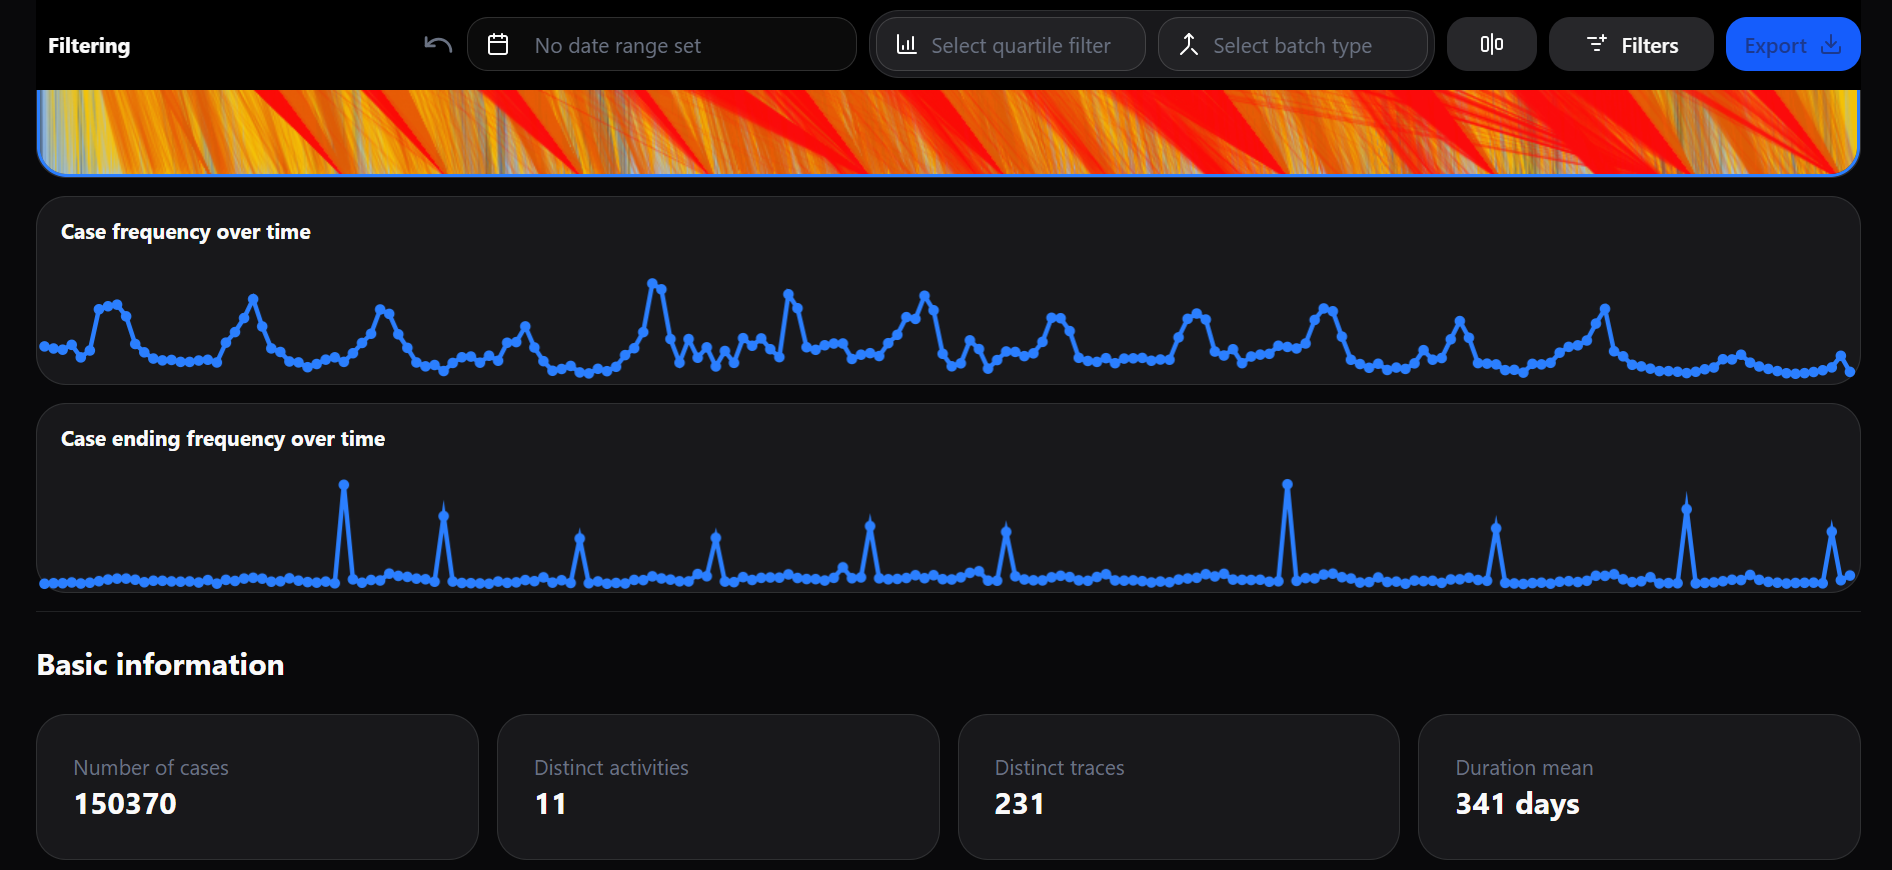 Filtering
No date range set
Select quartile filter
Select batch type
Filters
Export
Case frequency over time
Case ending frequency over time
Basic information
Number of cases
150370
Distinct activities
11
Distinct traces
231
Duration mean
341 days